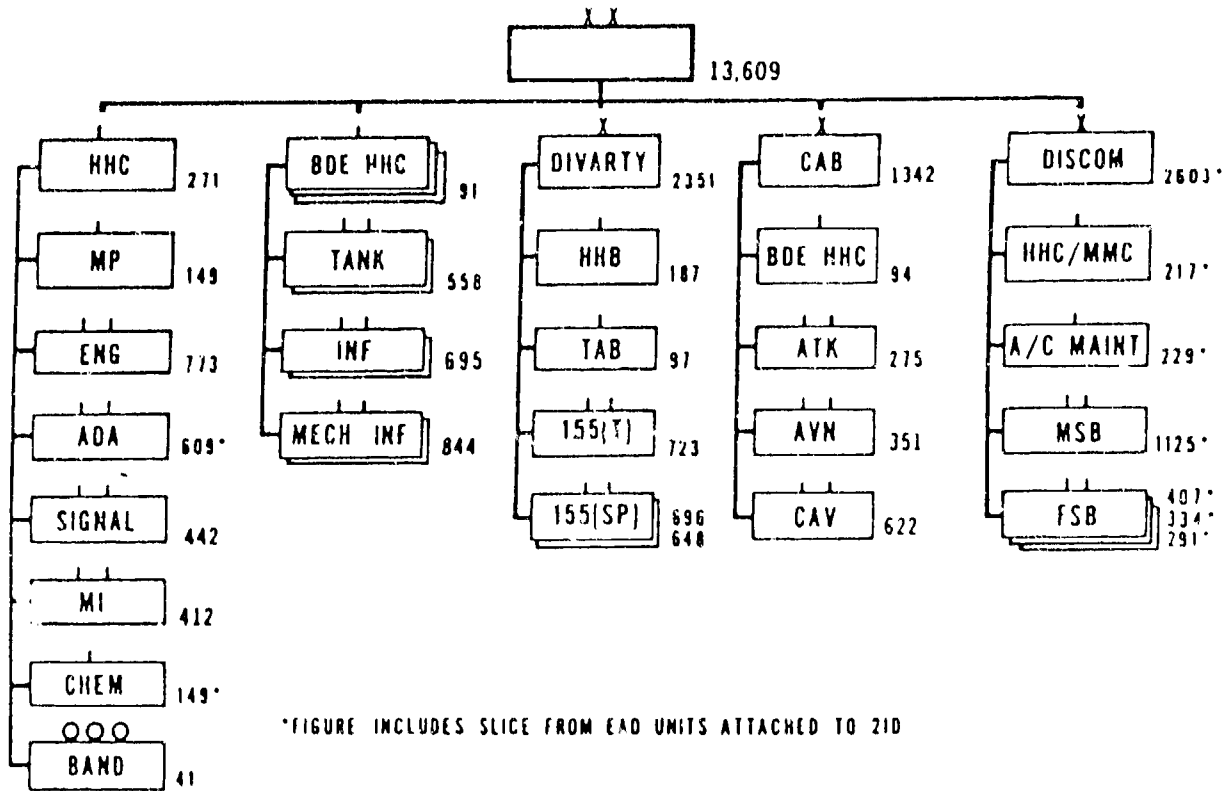 13,609
HHC 271
MP 149
ENG 773
ADA 609*
SIGNAL 442
MI 412
CHEM 149*
BAND 41
BDE HHC 91
TANK 558
INF 695
MECH INF 844
DIVARTY 2351
HHB 187
TAB 97
155(T) 723
155(SP) 696
648
CAB 1342
BDE HHC 94
ATK 275
AVN 351
CAV 622
DISCOM 2603*
HHC/MMC 217*
A/C MAINT 229*
MSB 1125*
FSB 407*
334*
291*
*FIGURE INCLUDES SLICE FROM EAD UNITS ATTACHED TO 2ID